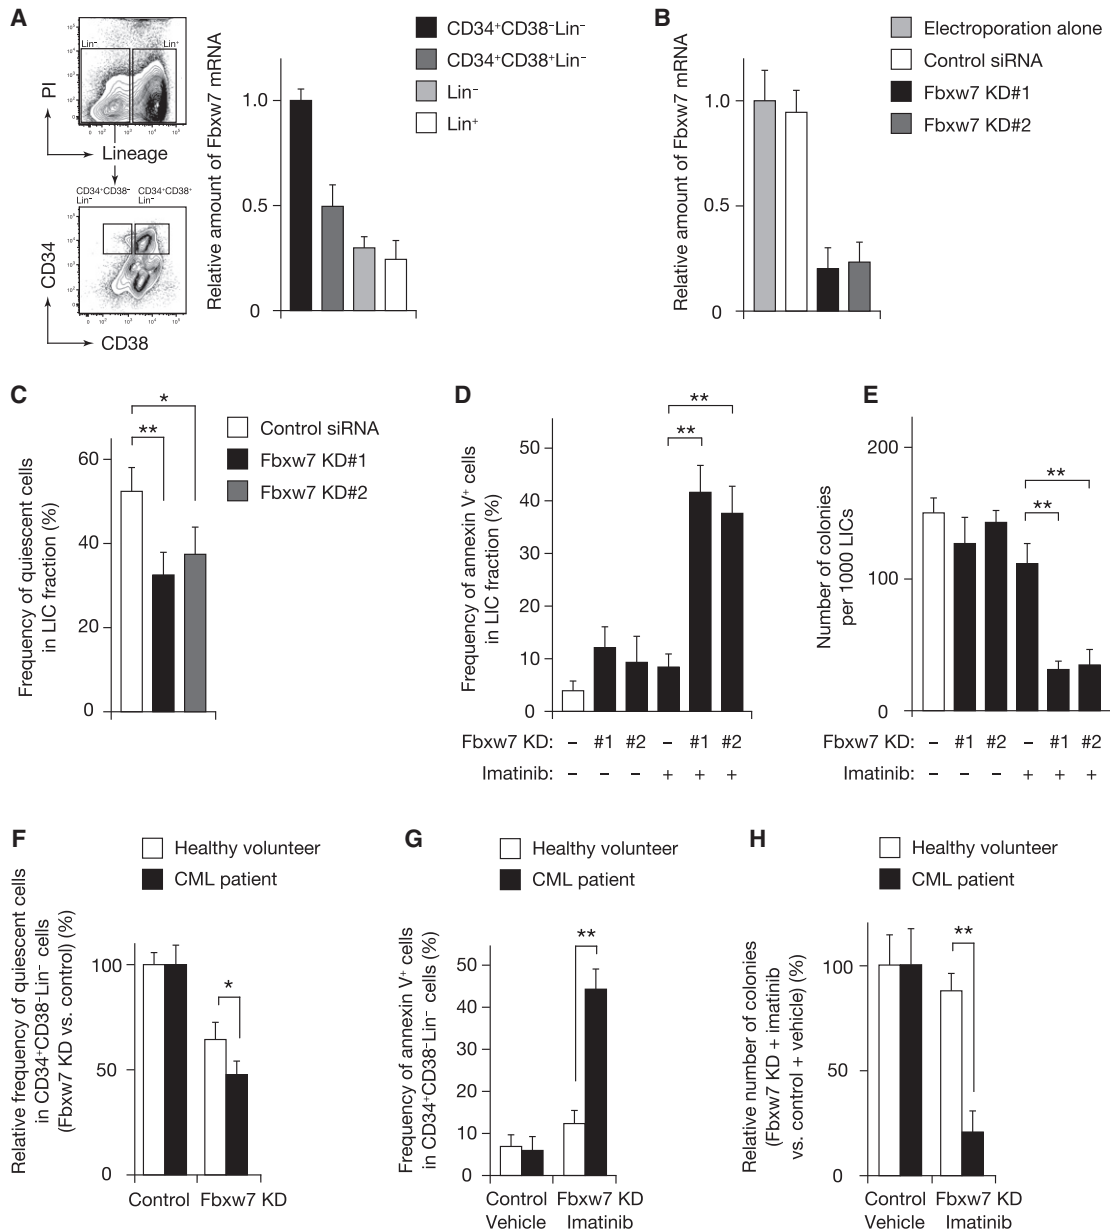 A
Lin⁻
Lin⁺
PI
Lineage
CD34⁺CD38⁻
Lin⁻
CD34⁺CD38⁺
Lin⁻
CD34
CD38
Relative amount of Fbxw7 mRNA
1.0
0.5
0
CD34⁺CD38⁻Lin⁻
CD34⁺CD38⁺Lin⁻
Lin⁻
Lin⁺
B
Relative amount of Fbxw7 mRNA
1.0
0.5
0
Electroporation alone
Control siRNA
Fbxw7 KD#1
Fbxw7 KD#2
C
Frequency of quiescent cells
in LIC fraction (%)
60
40
20
0
*
**
Control siRNA
Fbxw7 KD#1
Fbxw7 KD#2
D
Frequency of annexin V⁺ cells
in LIC fraction (%)
50
40
30
20
10
0
**
**
Fbxw7 KD: – #1 #2 – #1 #2
Imatinib: – – – + + +
E
Number of colonies
per 1000 LICs
200
100
0
**
**
Fbxw7 KD: – #1 #2 – #1 #2
Imatinib: – – – + + +
F
Healthy volunteer
CML patient
Relative frequency of quiescent cells
in CD34⁺CD38⁻Lin⁻ cells
(Fbxw7 KD vs. control) (%)
100
50
0
*
Control Fbxw7 KD
G
Healthy volunteer
CML patient
Frequency of annexin V⁺ cells
in CD34⁺CD38⁻Lin⁻ cells (%)
50
40
30
20
10
0
**
Control Fbxw7 KD
Vehicle Imatinib
H
Healthy volunteer
CML patient
Relative number of colonies
(Fbxw7 KD + imatinib
vs. control + vehicle) (%)
100
50
0
**
Control Fbxw7 KD
Vehicle Imatinib